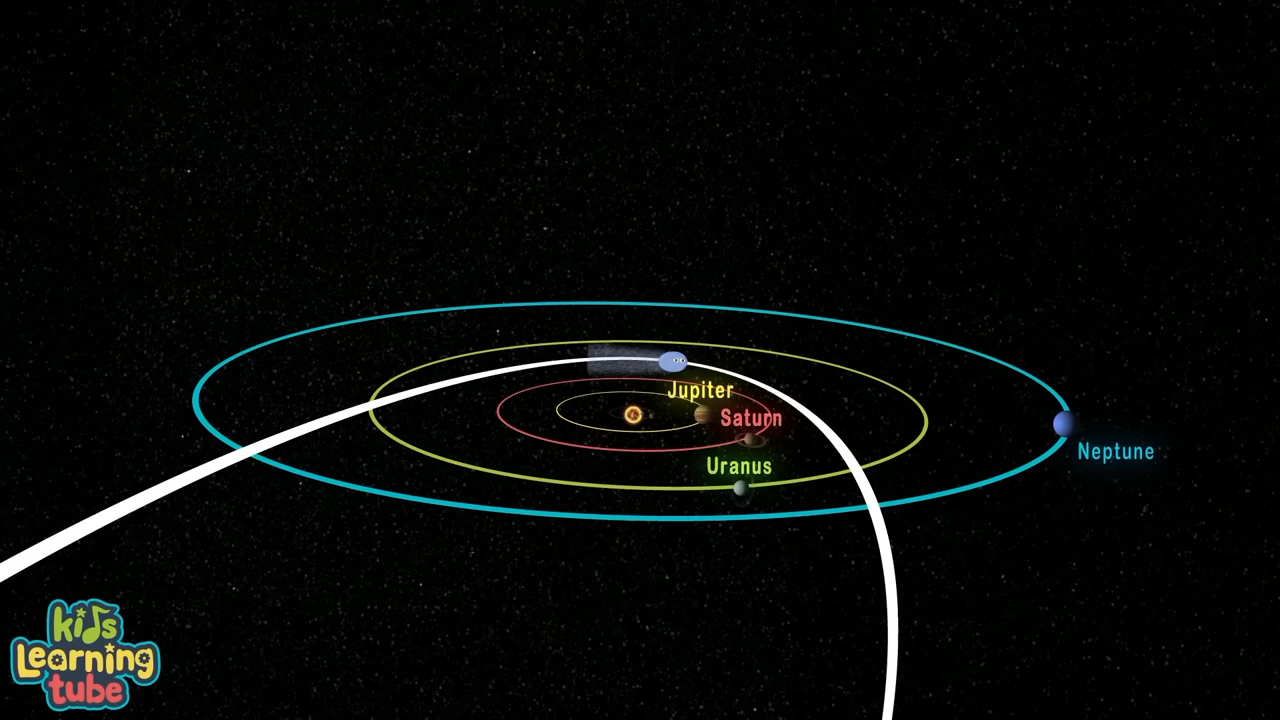 Jupiter
Saturn
Uranus
Neptune
kids
Learning
tube